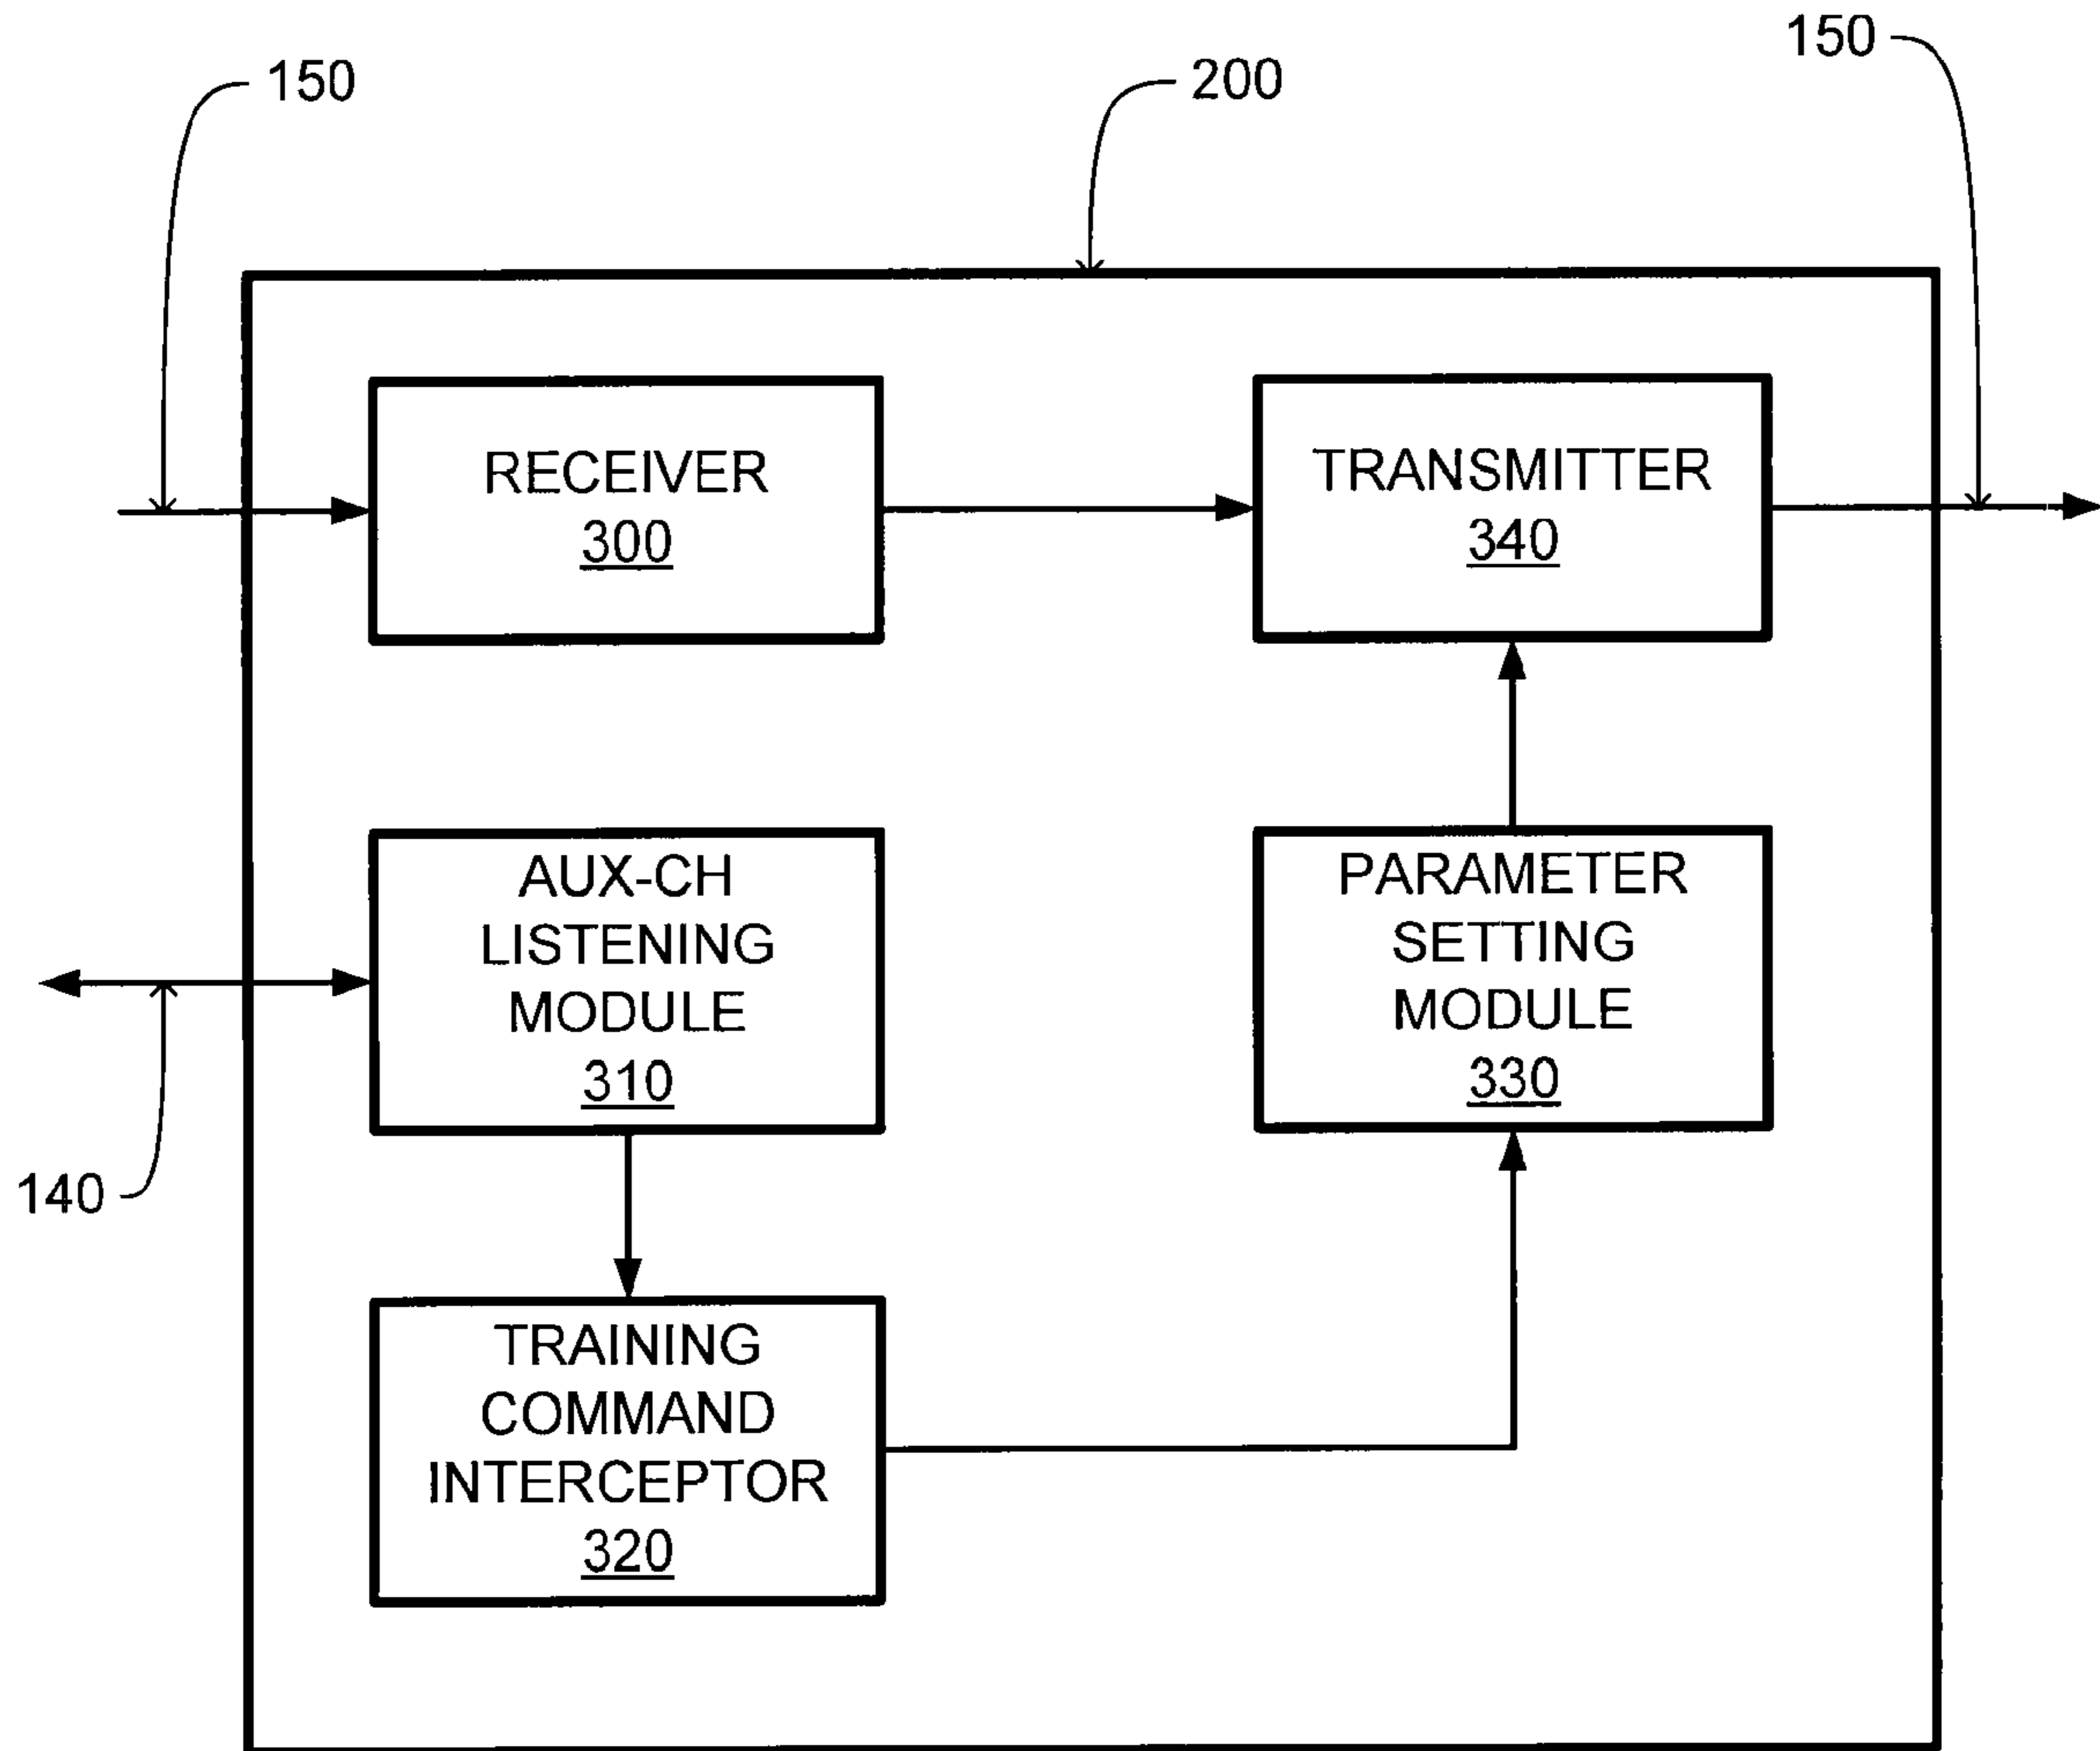 150
200
150
RECEIVER
300
TRANSMITTER
340
AUX-CH
LISTENING
MODULE
310
PARAMETER
SETTING
MODULE
330
140
TRAINING
COMMAND
INTERCEPTOR
320